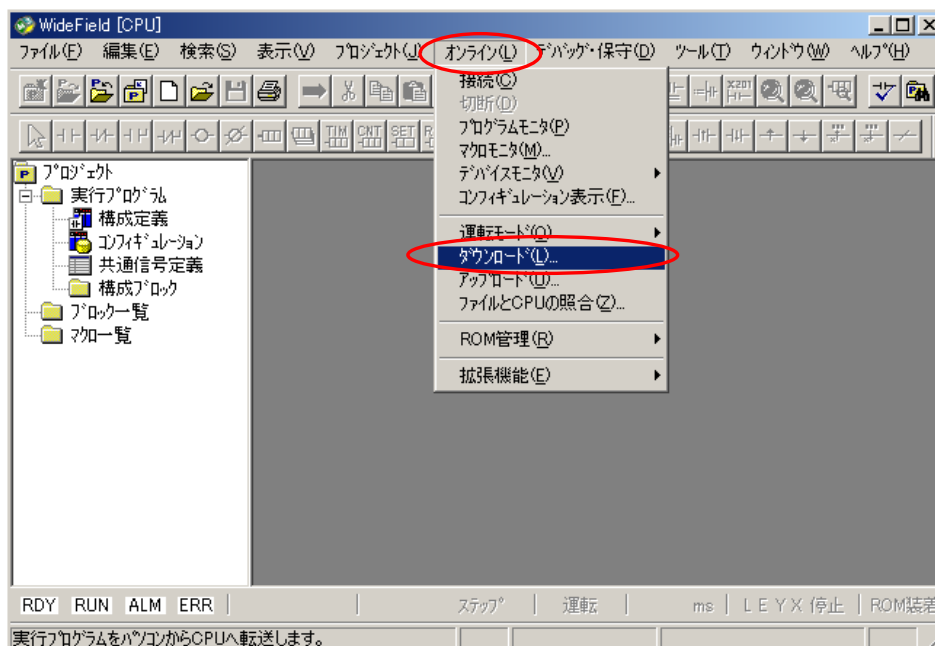 WideField [CPU]
ファイル(F) 編集(E) 検索(S) 表示(V) プロジェクト(J) オンライン(L) デバッグ・保守(D) ツール(T) ウィンドウ(W) ヘルプ(H)
TIM CNT SET
接続(C)
切断(D)
プログラムモニタ(P)
マクロモニタ(M)...
デバイスモニタ(V)
コンフィギュレーション表示(F)...
運転モード(O)
ダウンロード(L)...
アップロード(U)...
ファイルとCPUの照合(Z)...
ROM管理(R)
拡張機能(E)
プロジェクト
実行プログラム
構成定義
コンフィギュレーション
共通信号定義
構成ブロック
ブロック一覧
マクロ一覧
RDY RUN ALM ERR ステップ 運転 ms L E Y X 停止 ROM装着
実行プログラムをパソコンからCPUへ転送します。